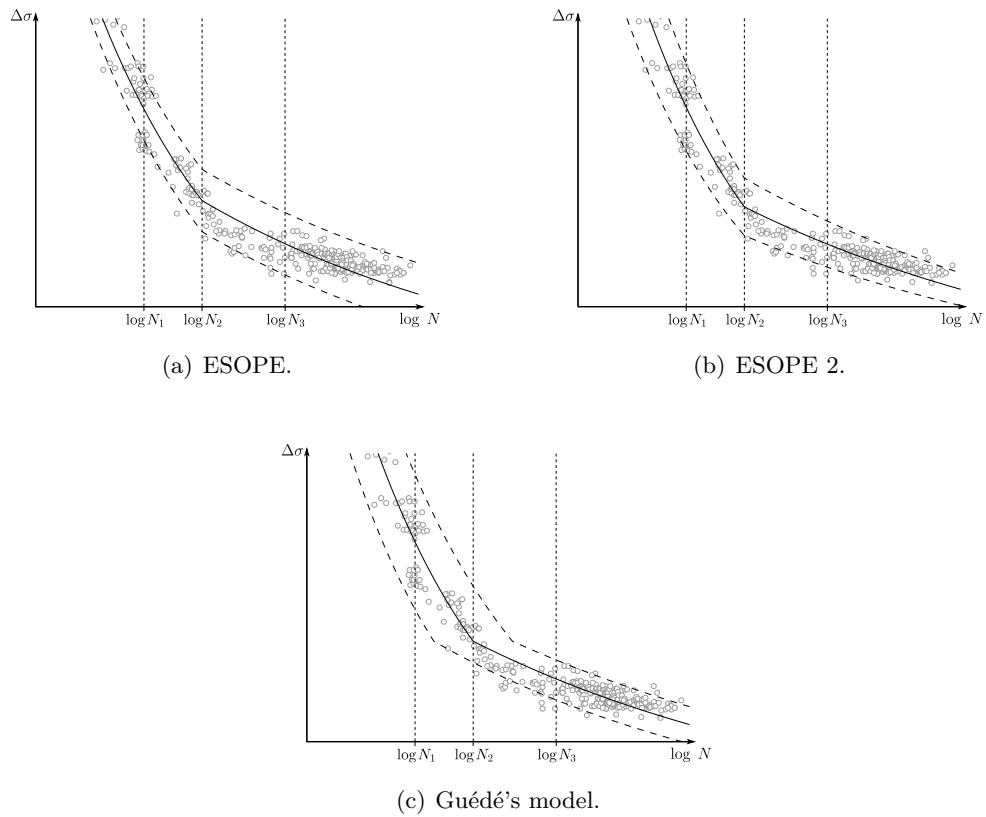 Δσ
log N₁ log N₂ log N₃ log N
(a) ESOPE.
Δσ
log N₁ log N₂ log N₃ log N
(b) ESOPE 2.
Δσ
log N₁ log N₂ log N₃ log N
(c) Guédé's model.